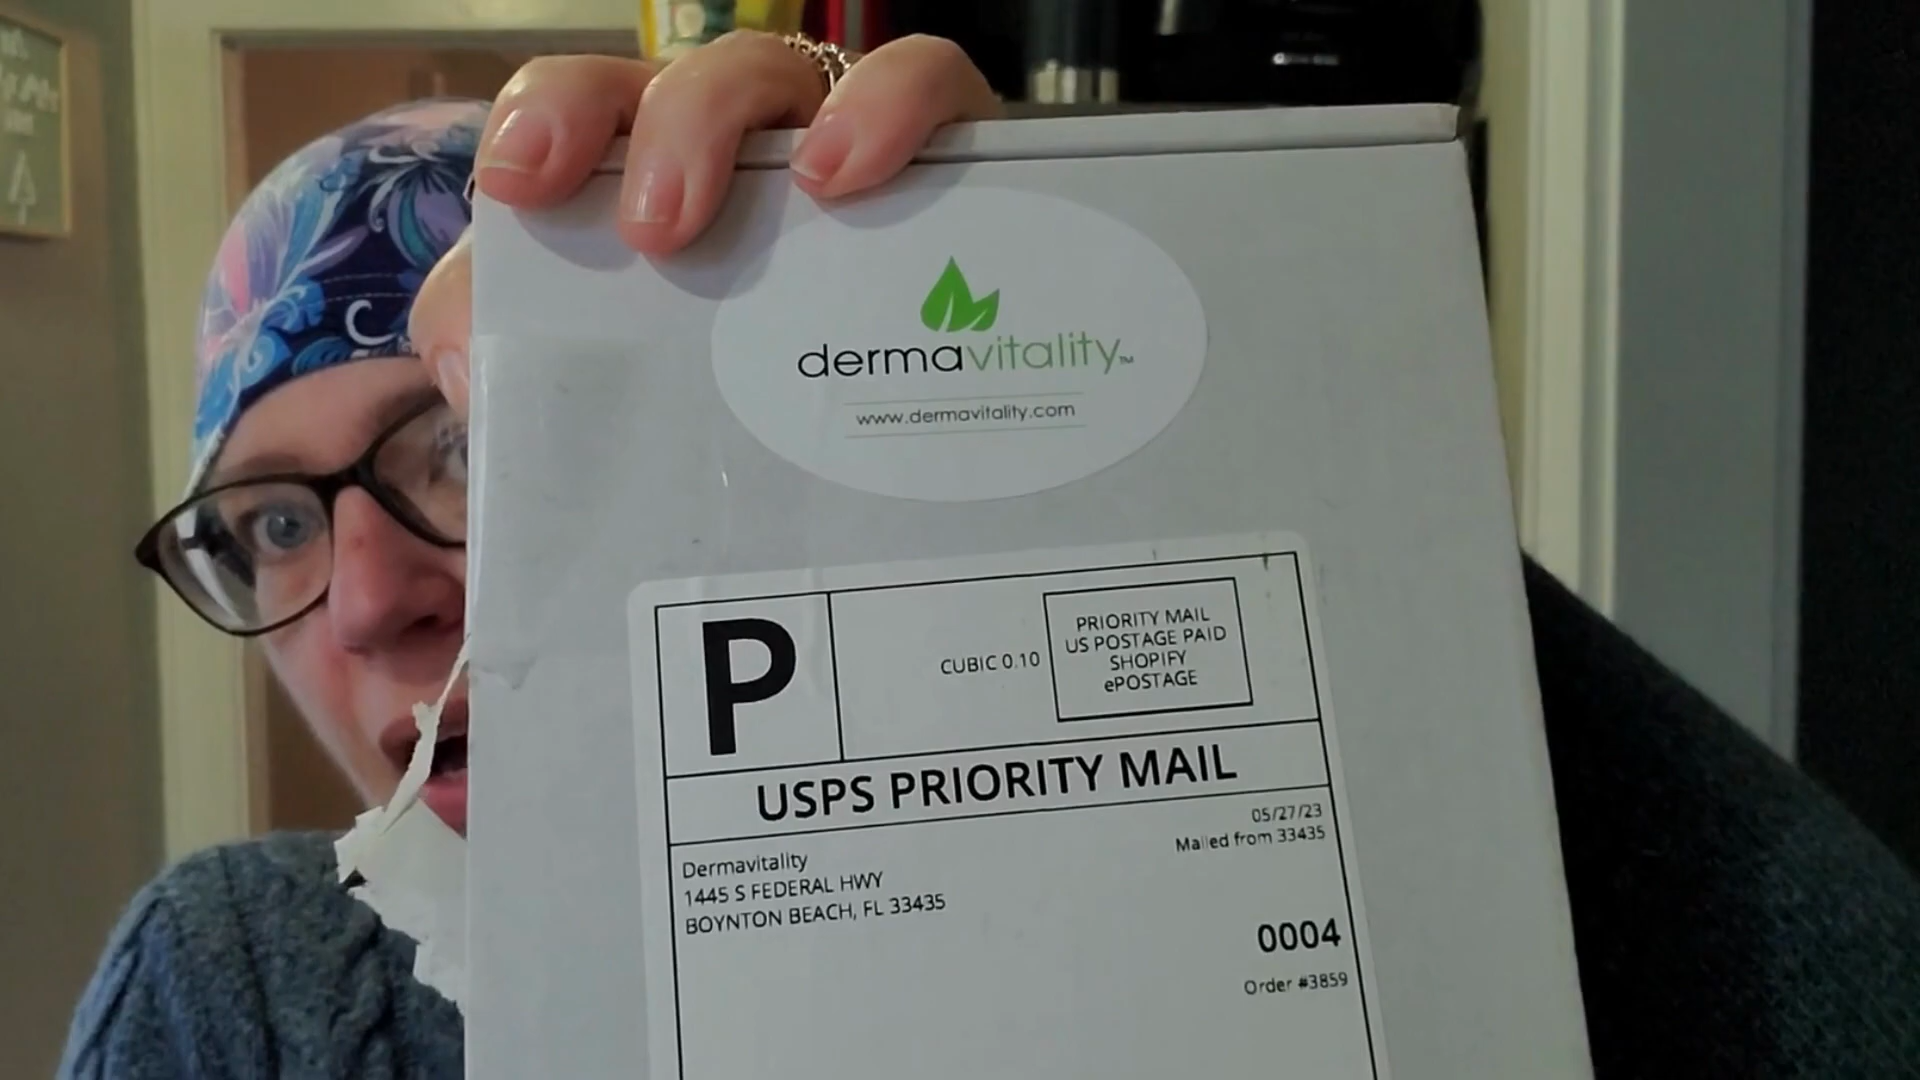 dermavitality™
www.dermavitality.com
P
CUBIC 0.10
PRIORITY MAIL
US POSTAGE PAID
SHOPIFY
ePOSTAGE
USPS PRIORITY MAIL
05/27/23
Mailed from 33435
Dermavitality
1445 S FEDERAL HWY
BOYNTON BEACH, FL 33435
0004
Order #3859